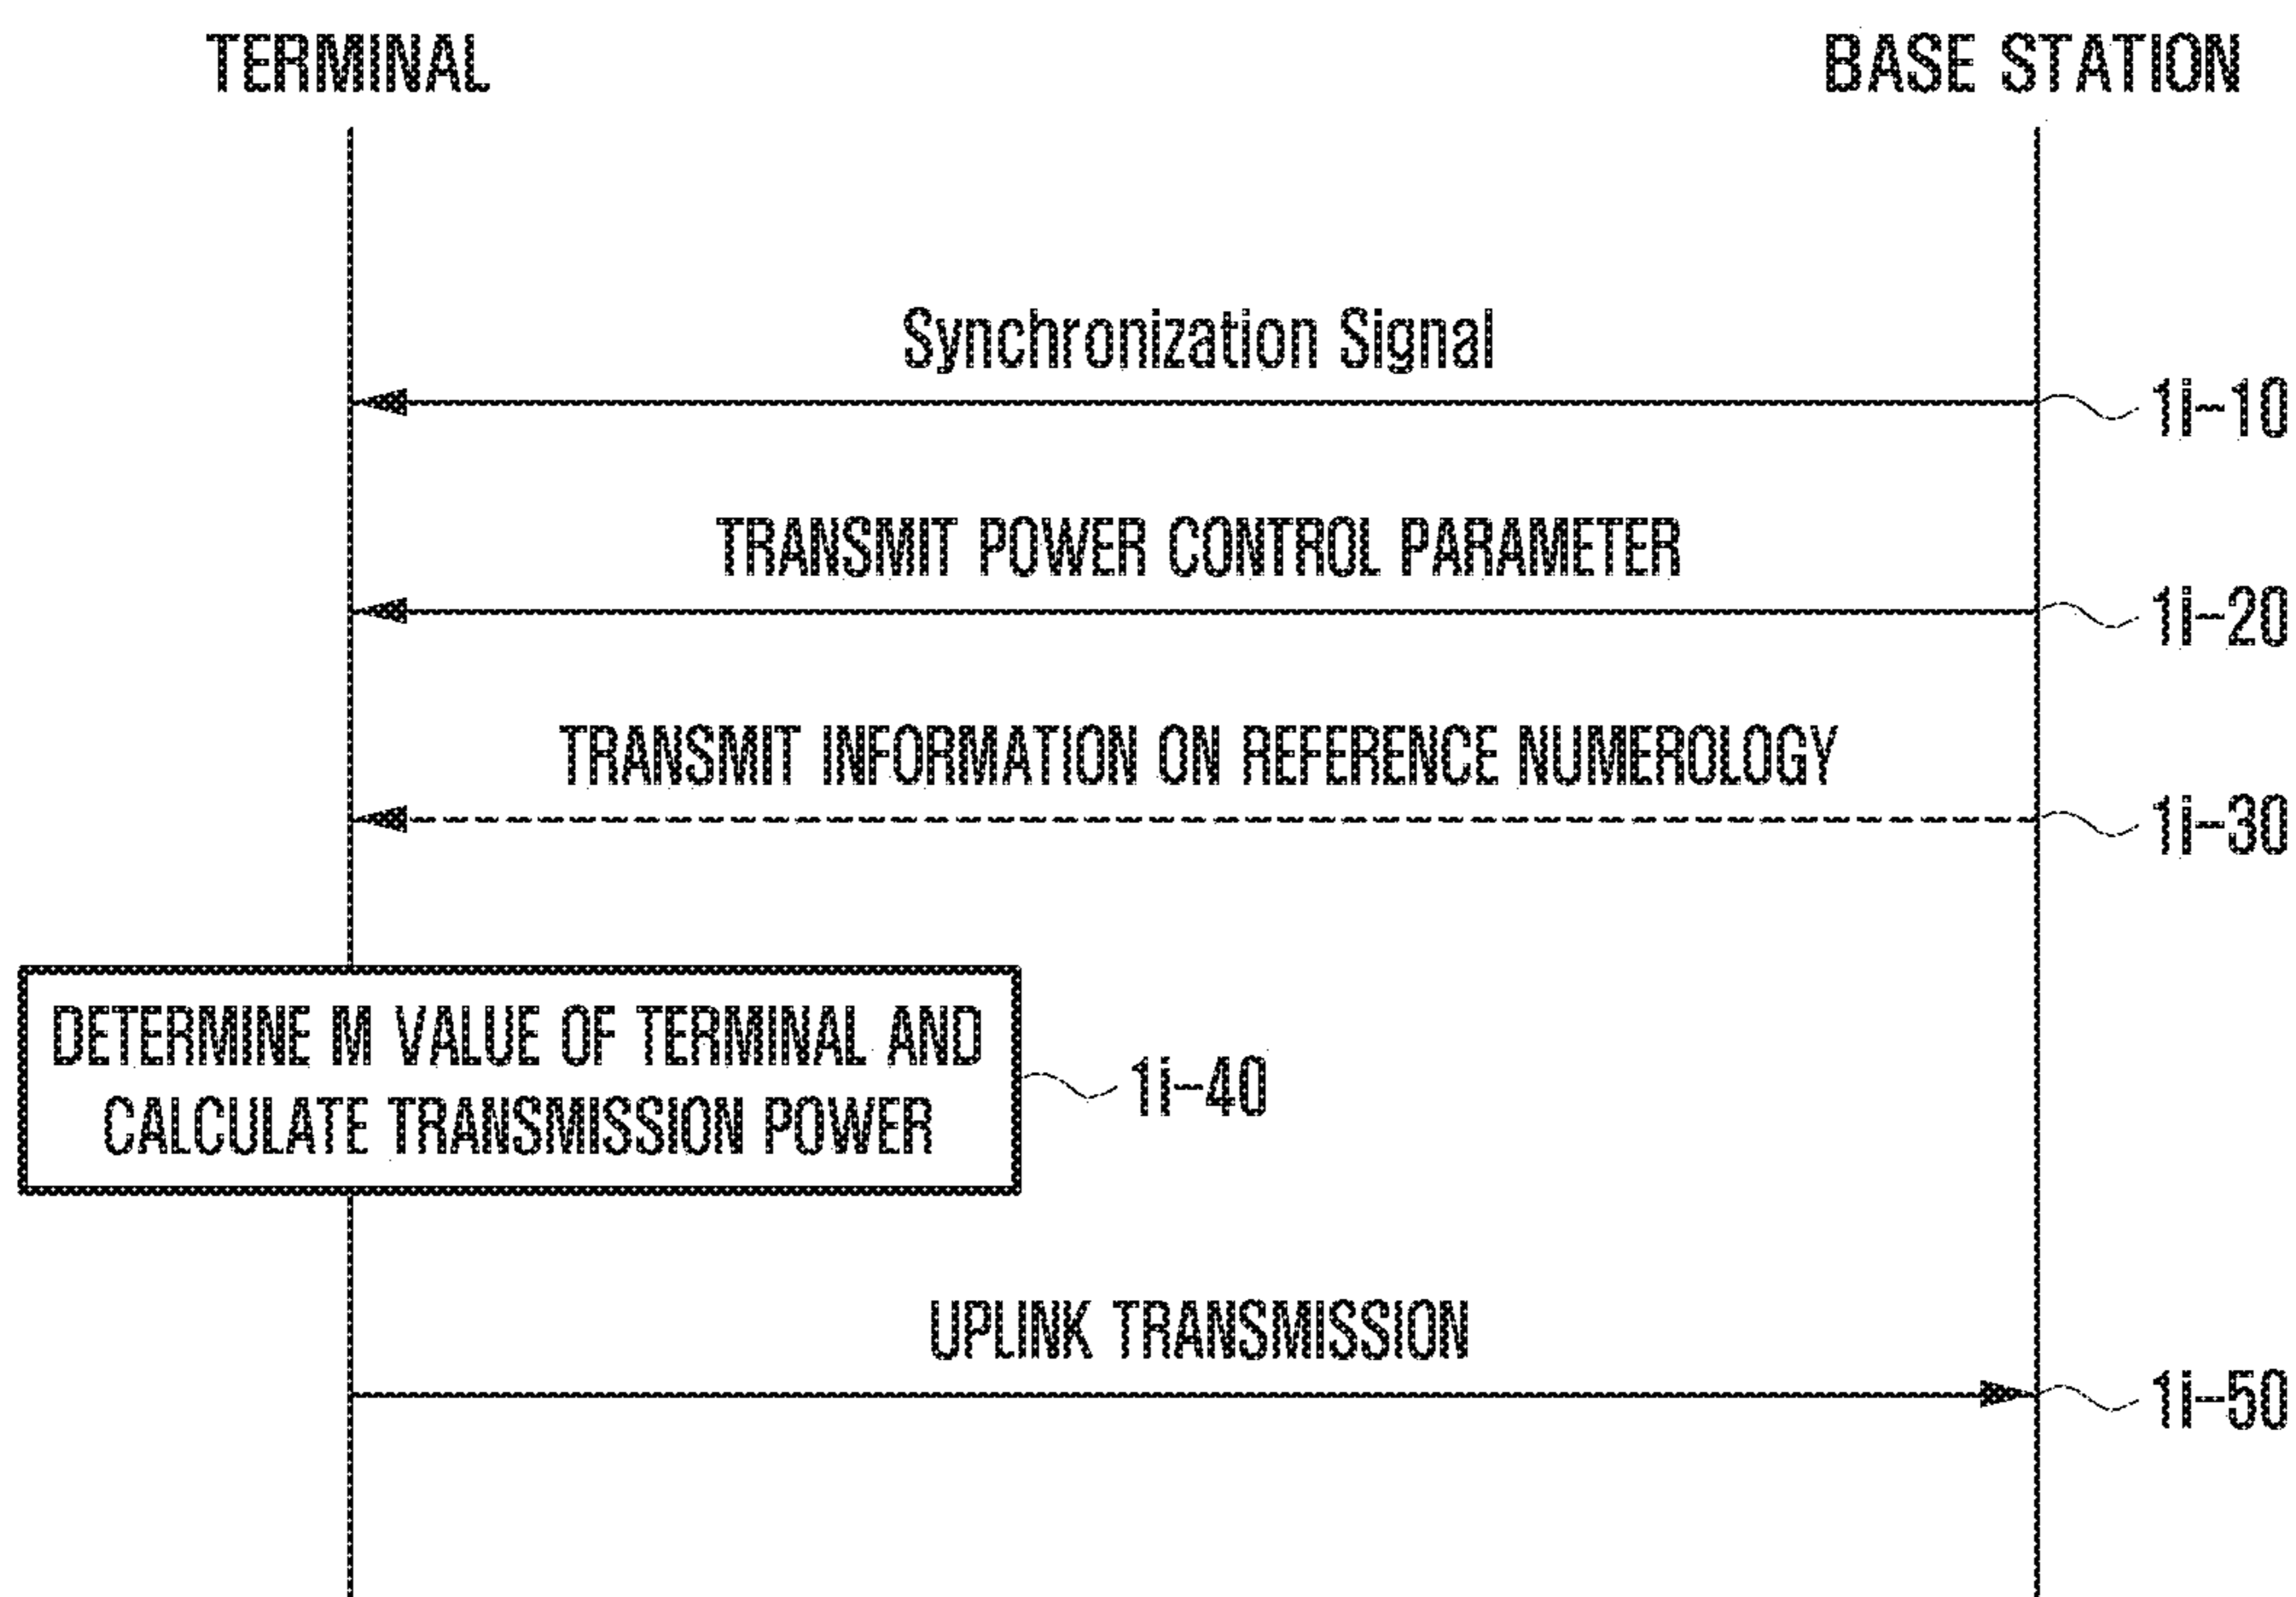 TERMINAL
BASE STATION
Synchronization Signal
1i-10
TRANSMIT POWER CONTROL PARAMETER
1i-20
TRANSMIT INFORMATION ON REFERENCE NUMEROLOGY
1i-30
DETERMINE M VALUE OF TERMINAL AND
CALCULATE TRANSMISSION POWER
1i-40
UPLINK TRANSMISSION
1i-50